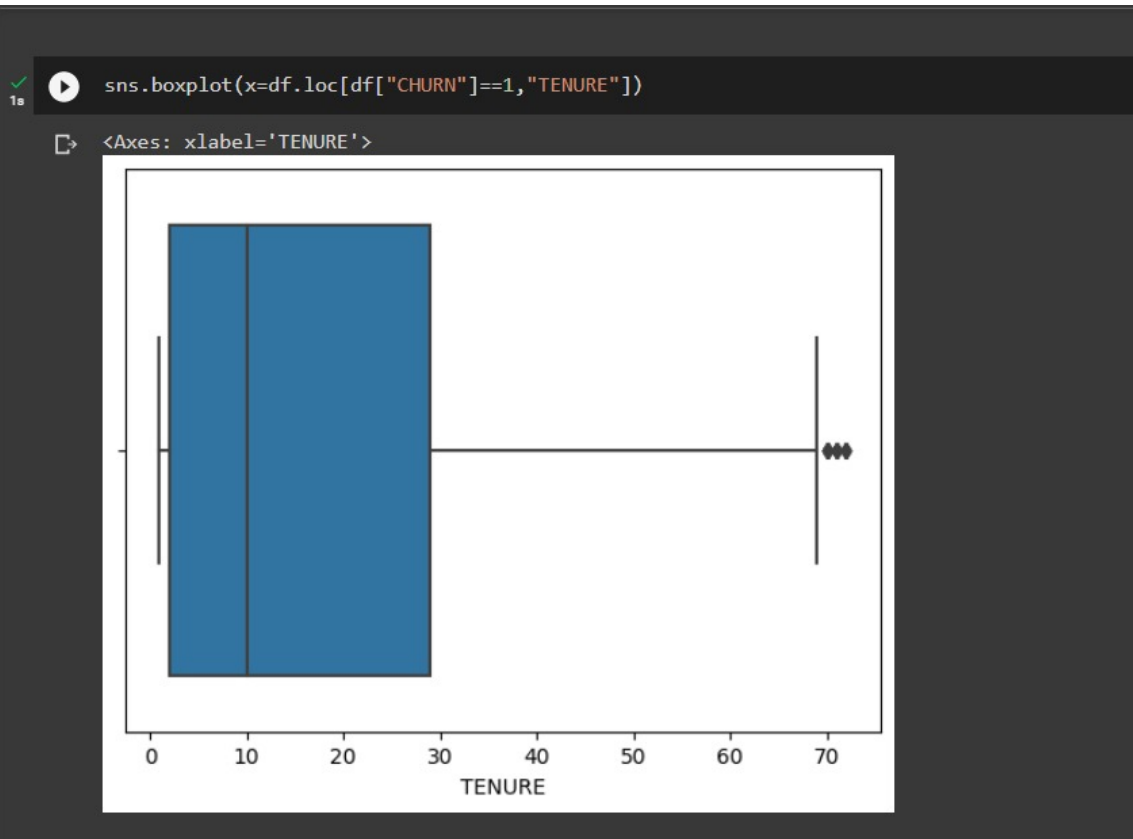 sns.boxplot(x=df.loc[df["CHURN"]==1,"TENURE"])
1s
<Axes: xlabel='TENURE'>
0 10 20 30 40 50 60 70
TENURE